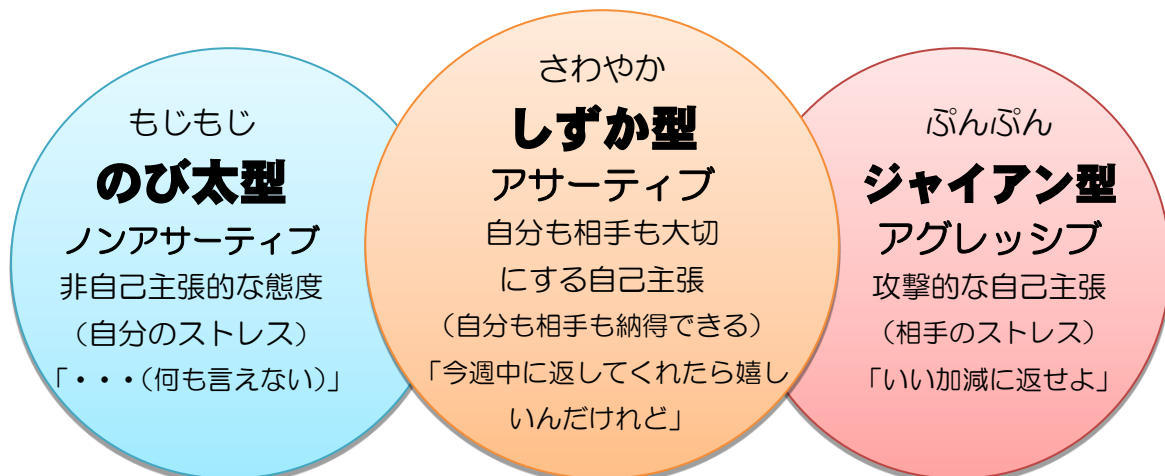 もじもじ
のび太型
ノンアサーティブ
非自己主張的な態度
（自分のストレス）
「・・・（何も言えない）」
さわやか
しずか型
アサーティブ
自分も相手も大切
にする自己主張
（自分も相手も納得できる）
「今週中に返してくれたら嬉し
いんだけれど」
ぷんぷん
ジャイアン型
アグレッシブ
攻撃的な自己主張
（相手のストレス）
「いい加減に返せよ」